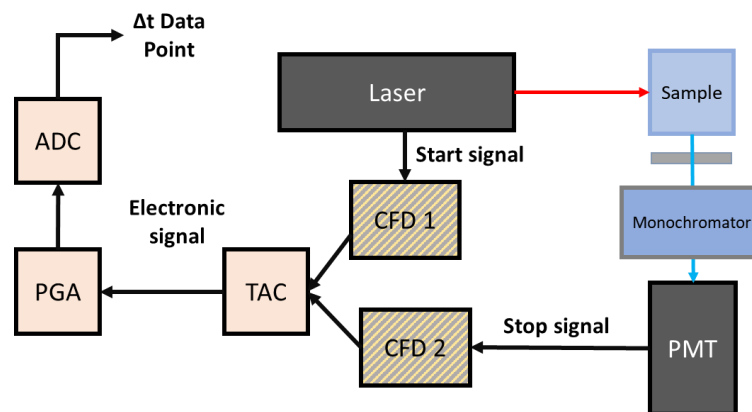 Δt Data
Point
Laser
Sample
ADC
Start signal
CFD 1
Electronic
signal
Monochromator
PGA
TAC
Stop signal
CFD 2
PMT